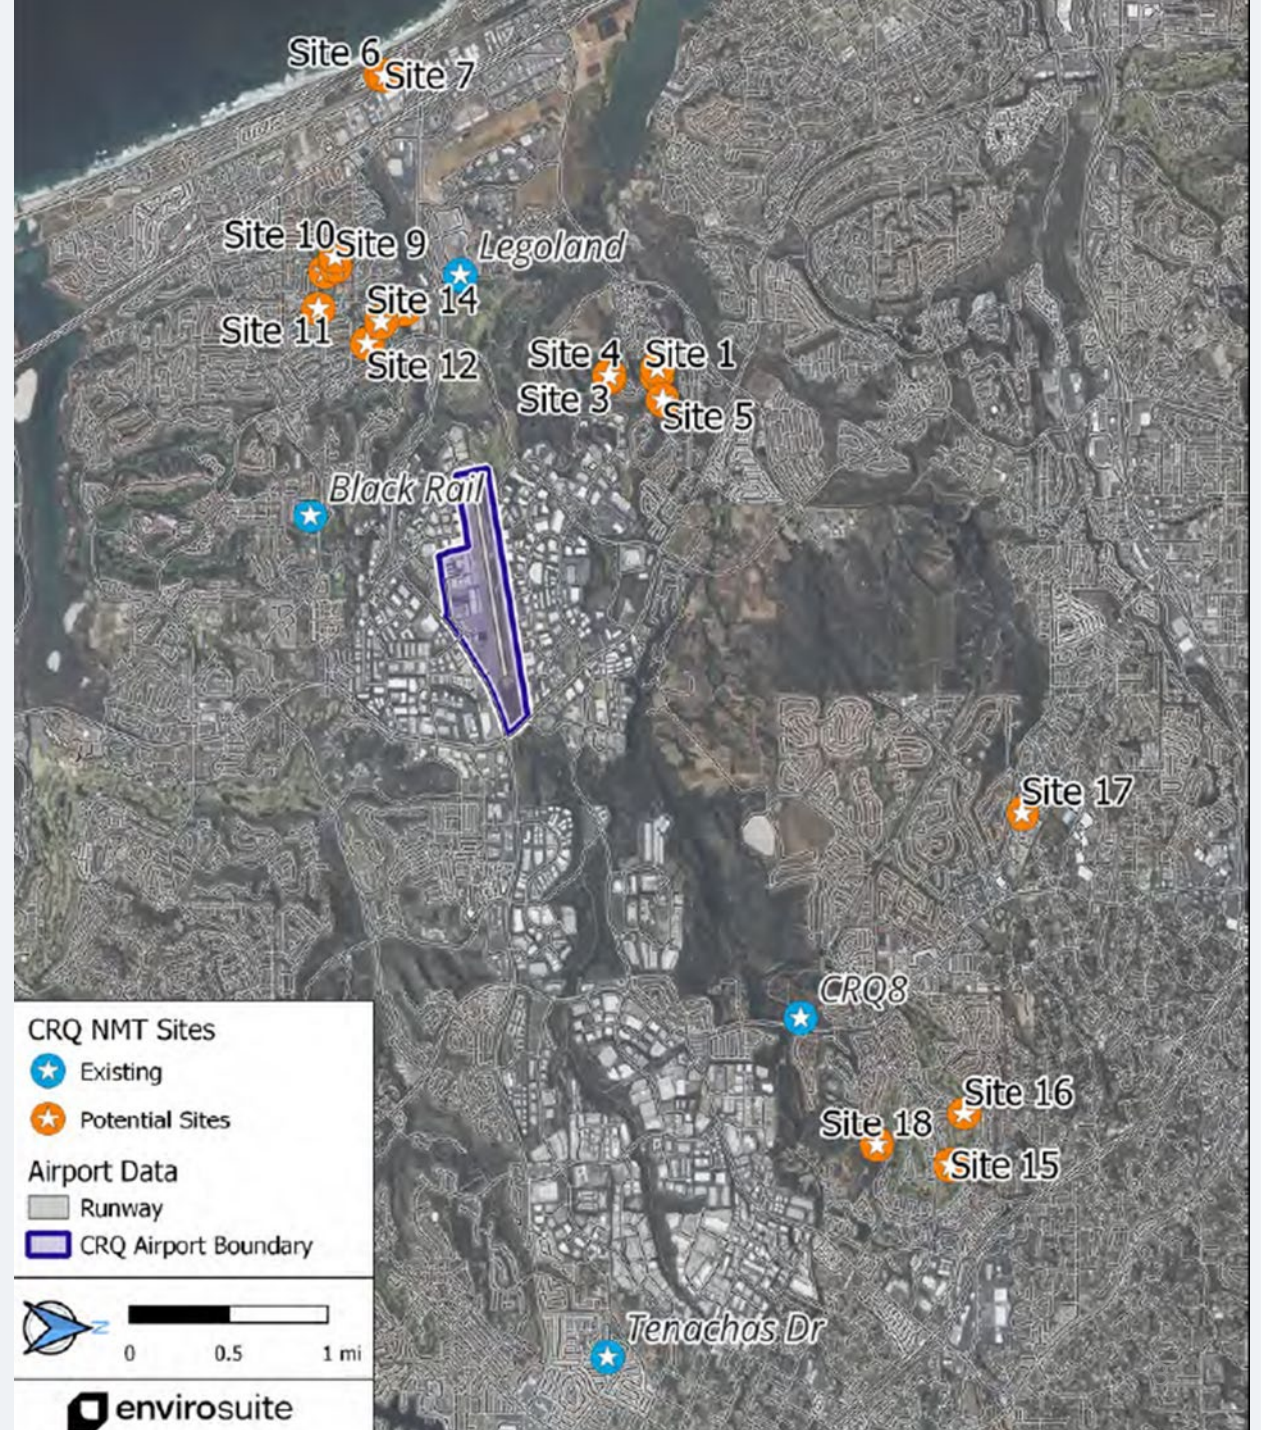 Site 6
Site 7
Site 10
Site 9
Legoland
Site 14
Site 11
Site 12
Site 4
Site 1
Site 3
Site 5
Black Rail
Site 17
CRQ8
Site 16
Site 18
Site 15
Tenachas Dr
CRQ NMT Sites
Existing
Potential Sites
Airport Data
Runway
CRQ Airport Boundary
N
0 0.5 1 mi
envirosuite